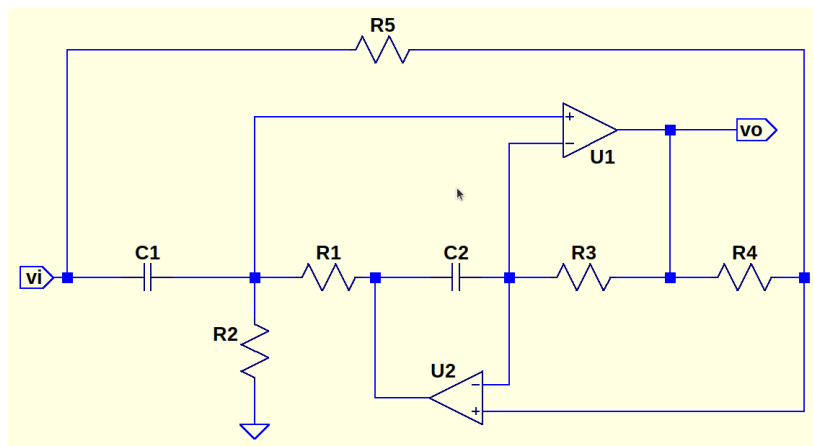 R5
+
−
U1
vo
vi
C1
R1
C2
R3
R4
R2
U2
−
+